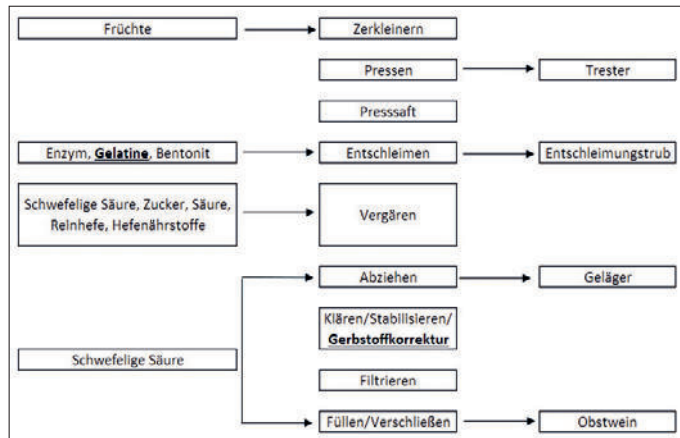 Früchte
Zerkleinern
Pressen
Trester
Presssaft
Enzym, Gelatine, Bentonit
Entschleimen
Entschleimungstrub
Schwefelige Säure, Zucker, Säure,
Reinhefe, Hefenährstoffe
Vergären
Abziehen
Geläger
Klären/Stabilisieren/
Gerbstoffkorrektur
Schwefelige Säure
Filtrieren
Füllen/Verschließen
Obstwein